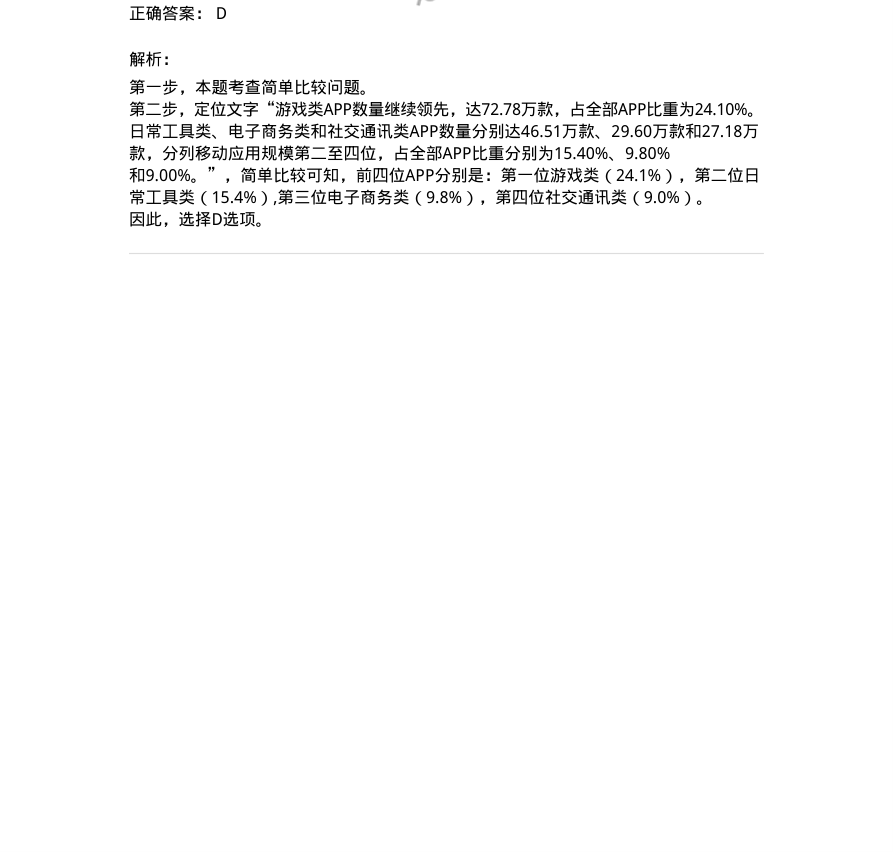 正确答案： D
解析：
第一步，本题考查简单比较问题。
第二步，定位文字“游戏类APP数量继续领先，达72.78万款，占全部APP比重为24.10%。
日常工具类、电子商务类和社交通讯类APP数量分别达46.51万款、29.60万款和27.18万
款，分列移动应用规模第二至四位，占全部APP比重分别为15.40%、9.80%
和9.00%。”，简单比较可知，前四位APP分别是：第一位游戏类（24.1%），第二位日
常工具类（15.4%）,第三位电子商务类（9.8%），第四位社交通讯类（9.0%）。
因此，选择D选项。